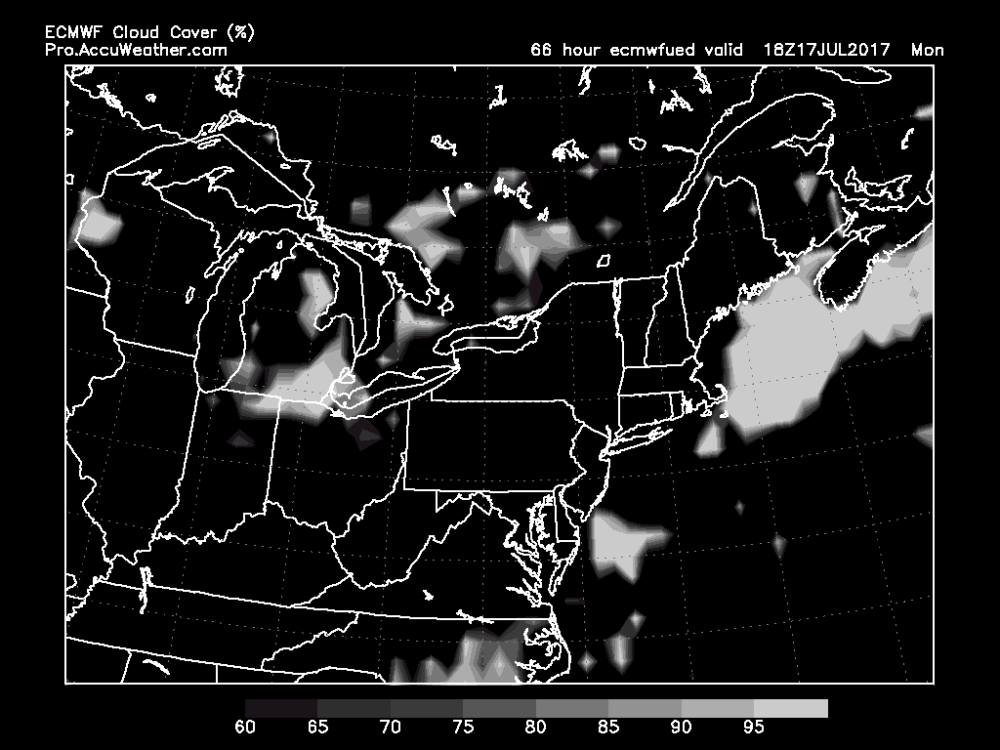 ECMWF Cloud Cover (%)
Pro.AccuWeather.com
66 hour ecmwfued valid 18Z17JUL2017 Mon
60 65 70 75 80 85 90 95